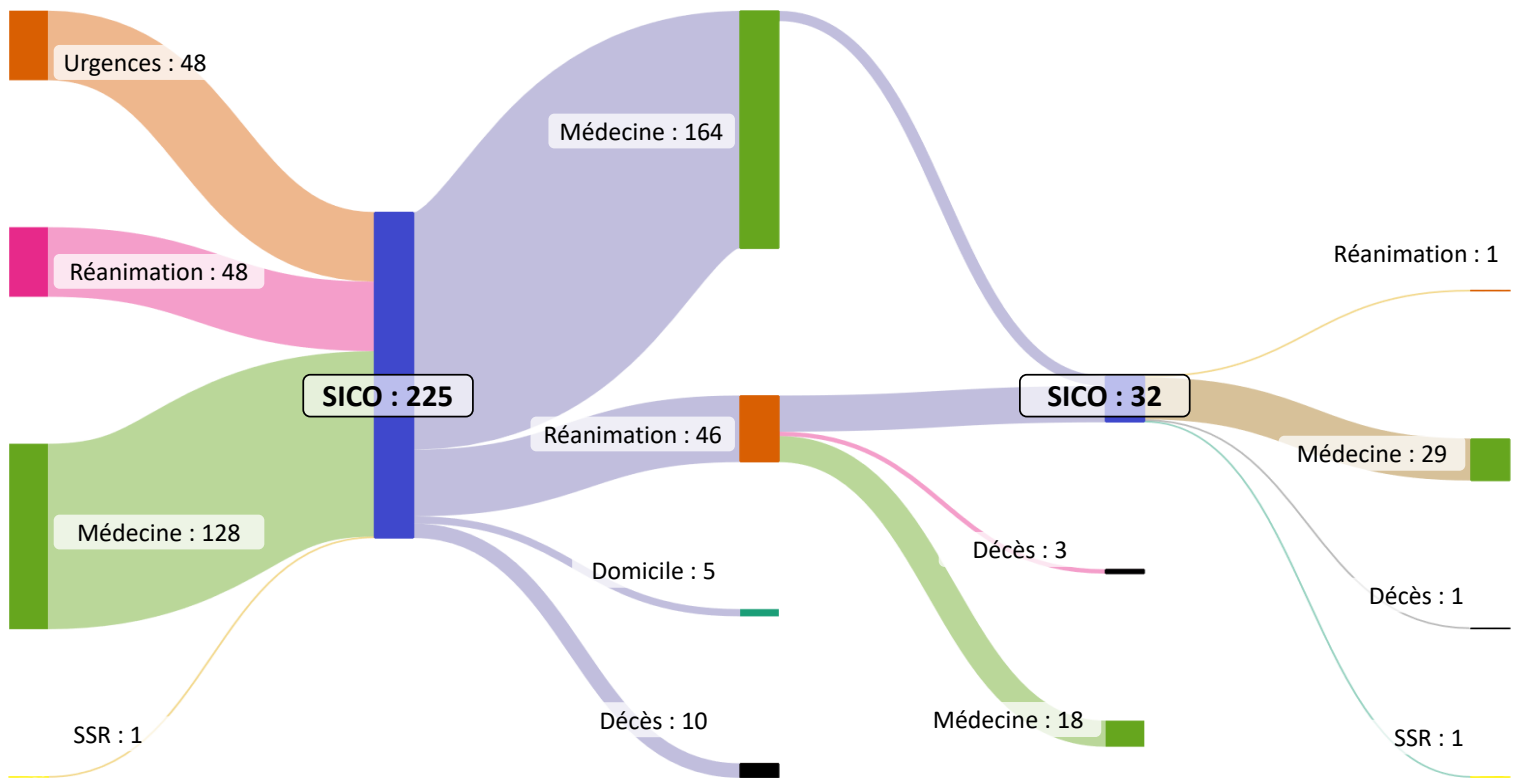 Urgences : 48
Réanimation : 48
Médecine : 128
SSR : 1
SICO : 225
Médecine : 164
Réanimation : 46
Domicile : 5
Décès : 10
SICO : 32
Décès : 3
Médecine : 18
Réanimation : 1
Médecine : 29
Décès : 1
SSR : 1